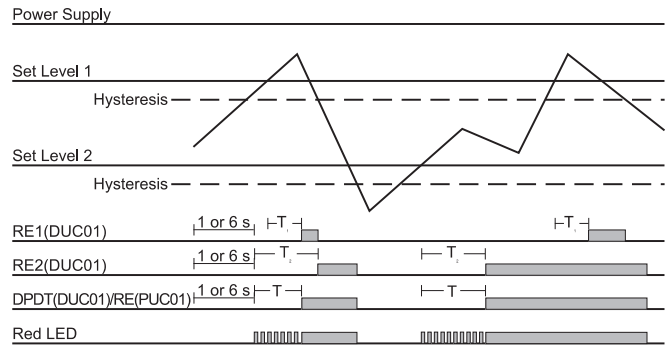 Power Supply
Set Level 1
Hysteresis
Set Level 2
Hysteresis
RE1(DUC01) 1 or 6 s T1 T1
RE2(DUC01) 1 or 6 s T2 T2
DPDT(DUC01)/RE(PUC01) 1 or 6 s T T
Red LED